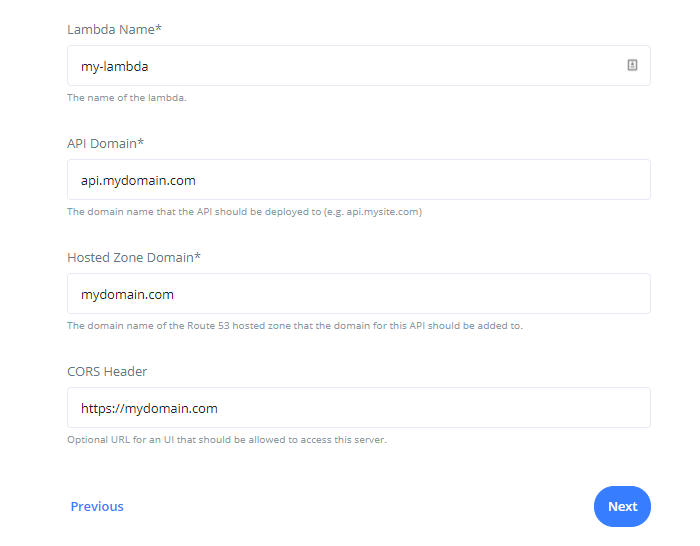 Lambda Name*
my-lambda
The name of the lambda.
API Domain*
api.mydomain.com
The domain name that the API should be deployed to (e.g. api.mysite.com)
Hosted Zone Domain*
mydomain.com
The domain name of the Route 53 hosted zone that the domain for this API should be added to.
CORS Header
https://mydomain.com
Optional URL for an UI that should be allowed to access this server.
Previous
Next